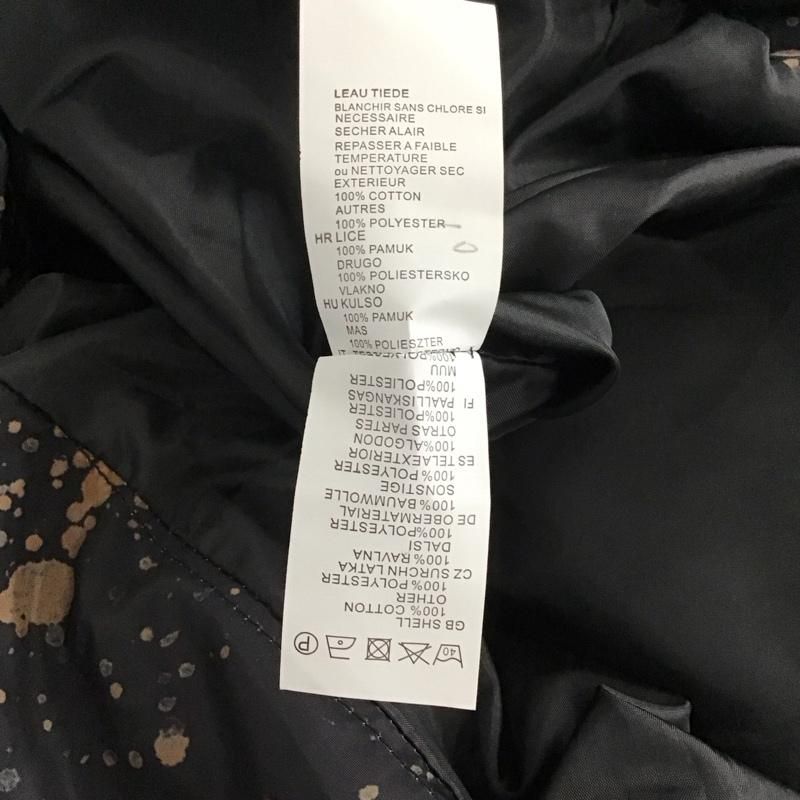 LEAU TIEDE
BLANCHIR SANS CHLORE SI
NECESSAIRE
SECHER ALAIR
REPASSER A FAIBLE
TEMPERATURE
ou NETTOYAGER SEC
EXTERIEUR
100% COTTON
AUTRES
100% POLYESTER
HR LICE
100% PAMUK
DRUGO
100% POLIESTERSKO
VLAKNO
HU KULSO
100% PAMUK
MAS
100% POLIESZTER
40
P
GB SHELL
100% COTTON
OTHER
100% POLYESTER
CZ SURCHN LATKA
100% RAVLNA
DALSI
100%POLYESTER
DE OBERMATERIAL
100% BAUMWOLLE
SONSTIGE
100% POLYESTER
ES TELAEXTERIOR
100%ALGODON
OTRAS PARTES
100%POLIESTER
FI PAALLISKANGAS
100%POLIESTER
MUU